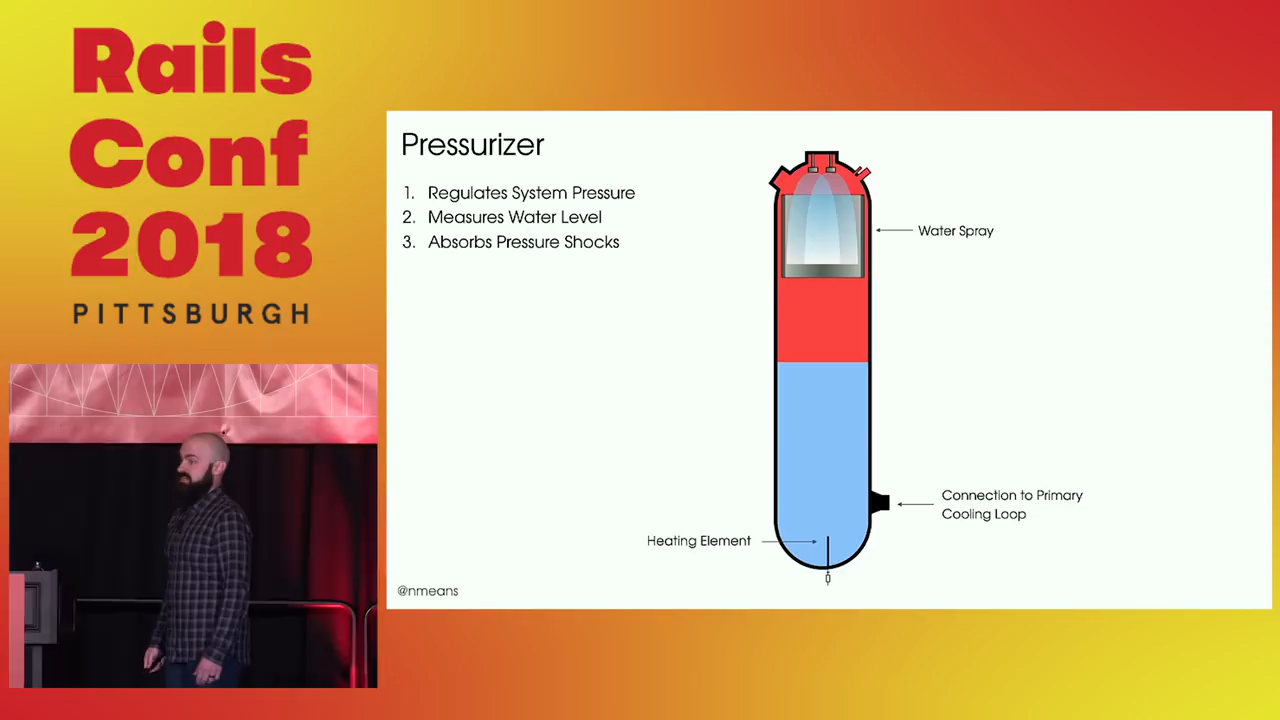 Rails
Conf
2018
PITTSBURGH
Pressurizer
1. Regulates System Pressure
2. Measures Water Level
3. Absorbs Pressure Shocks
Water Spray
Connection to Primary
Cooling Loop
Heating Element
@nmeans